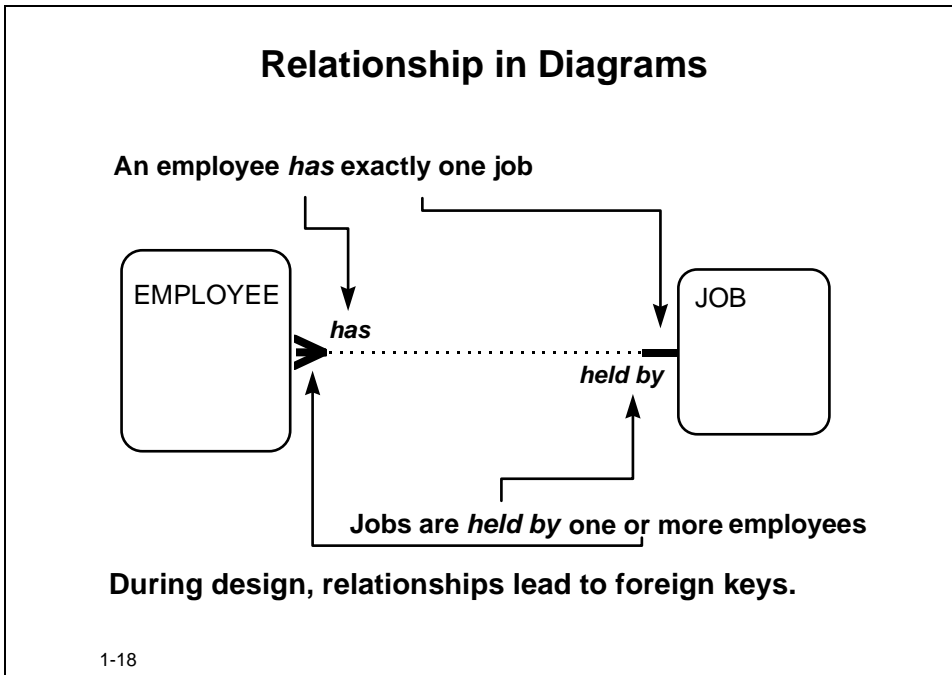 Relationship in Diagrams
An employee has exactly one job
EMPLOYEE
JOB
has
held by
Jobs are held by one or more employees
During design, relationships lead to foreign keys.
1-18